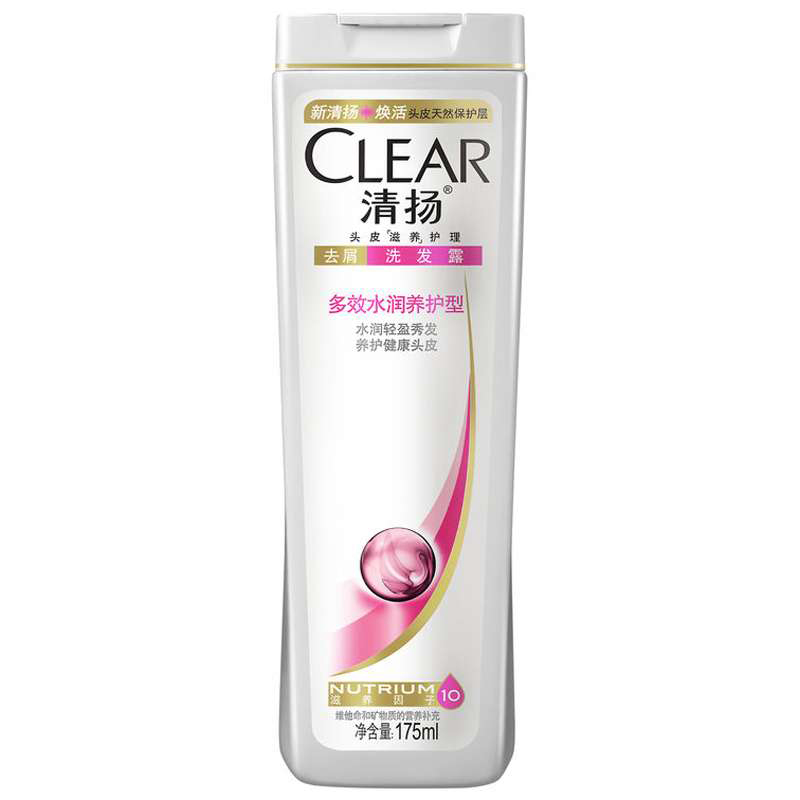 新清扬 焕活 头皮天然保护层
CLEAR
清扬®
头皮「滋养」护理
去屑 洗发露
多效水润养护型
水润轻盈秀发
养护健康头皮
NUTRIUM 10
滋养因子
维他命和矿物质的营养补充
净含量:175ml